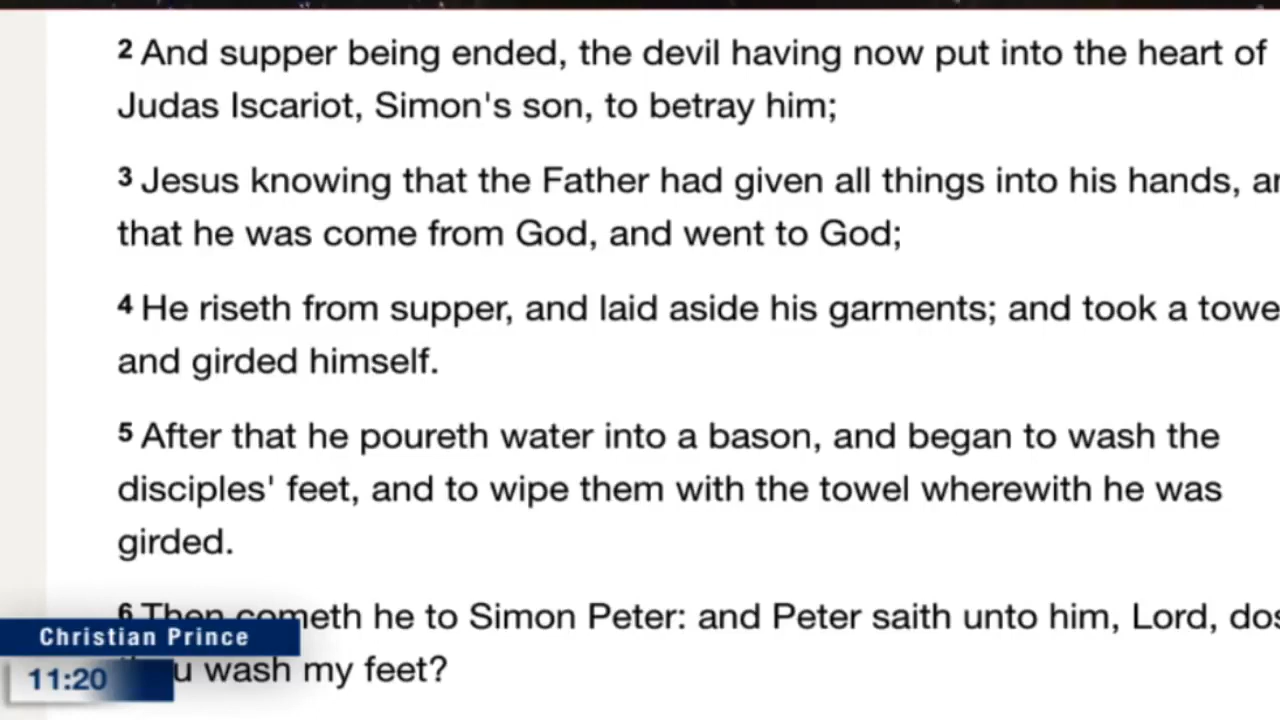 2 And supper being ended, the devil having now put into the heart of
Judas Iscariot, Simon's son, to betray him;
3 Jesus knowing that the Father had given all things into his hands,
that he was come from God, and went to God;
4 He riseth from supper, and laid aside his garments; and took a
and girded himself.
5 After that he poureth water into a bason, and began to wash the
disciples' feet, and to wipe them with the towel wherewith he was
girded.
6 Then cometh he to Simon Peter: and Peter saith unto him, Lord,
wash my feet?
Christian Prince
11:20